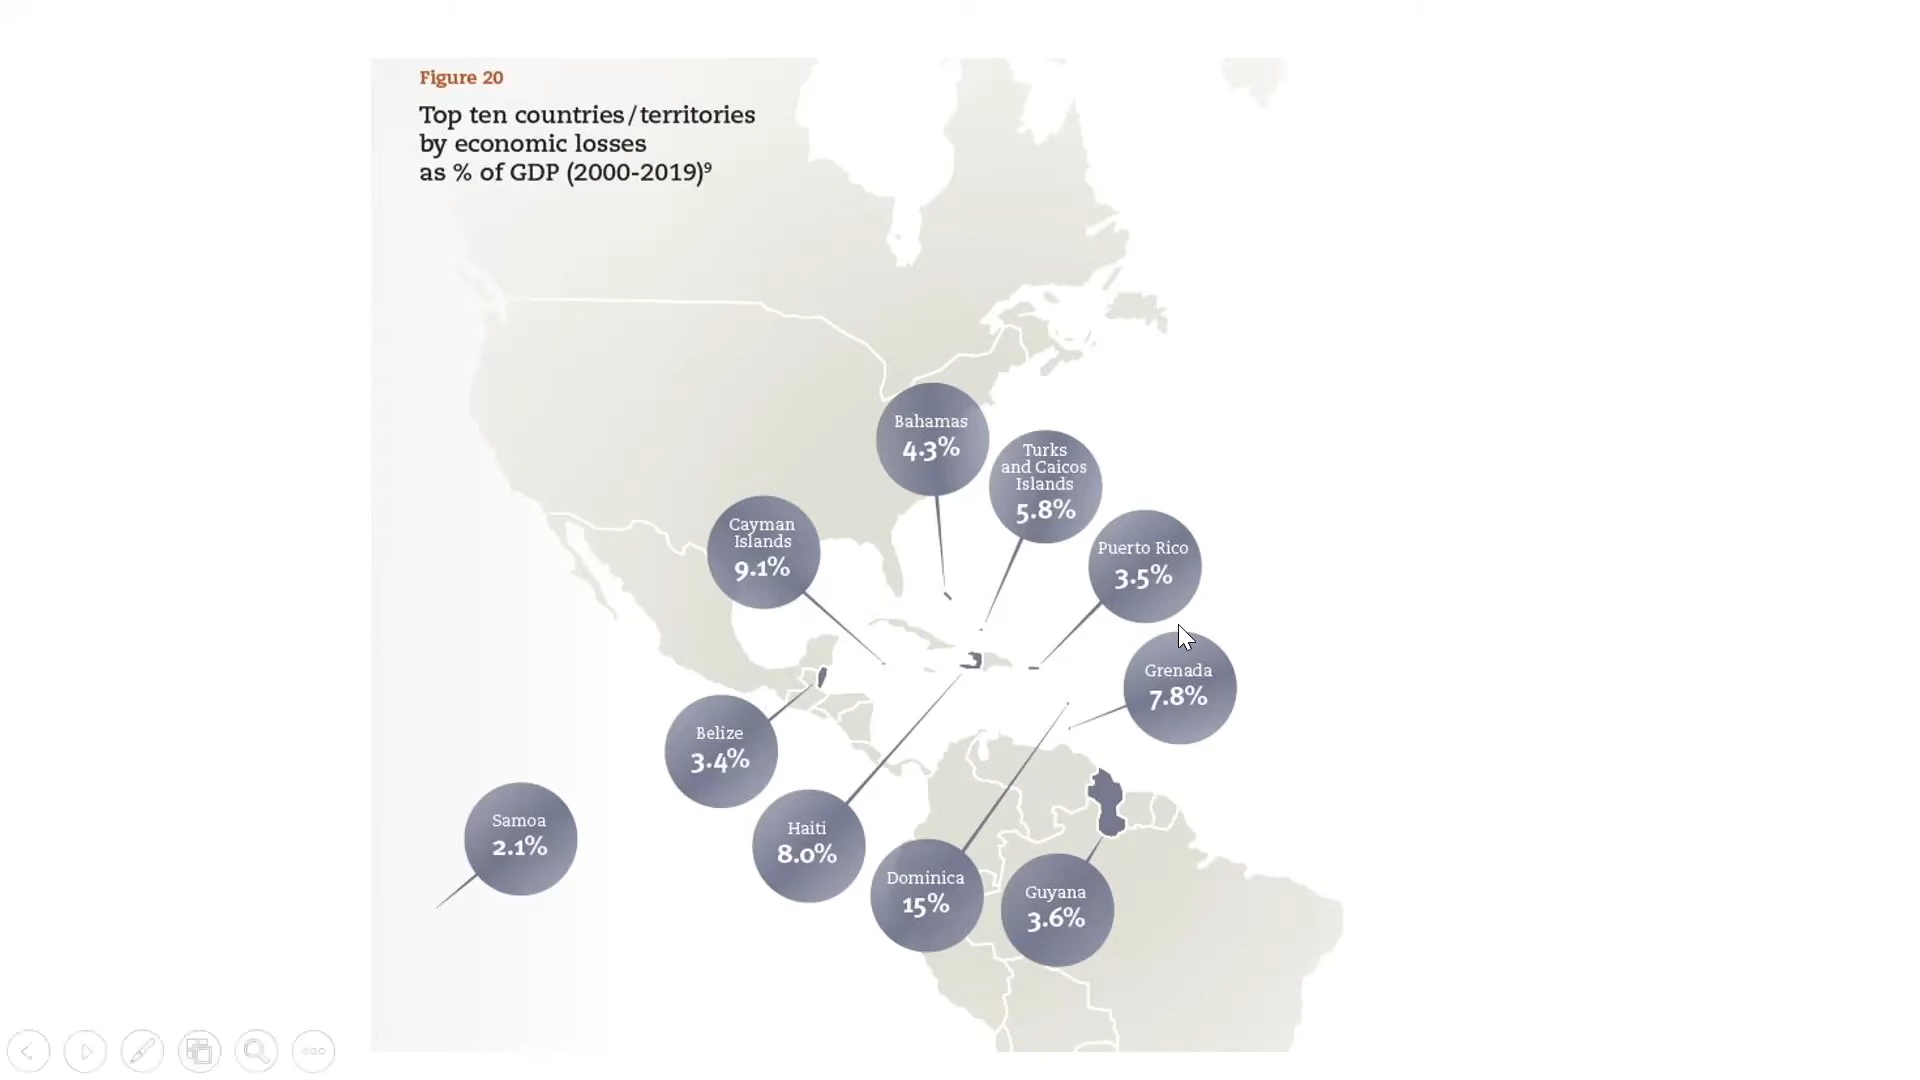 Figure 20
Top ten countries/territories
by economic losses
as % of GDP (2000-2019)⁹
Bahamas
4.3%
Turks
and Caicos
Islands
5.8%
Cayman
Islands
9.1%
Puerto Rico
3.5%
Grenada
7.8%
Belize
3.4%
Samoa
2.1%
Haiti
8.0%
Dominica
15%
Guyana
3.6%